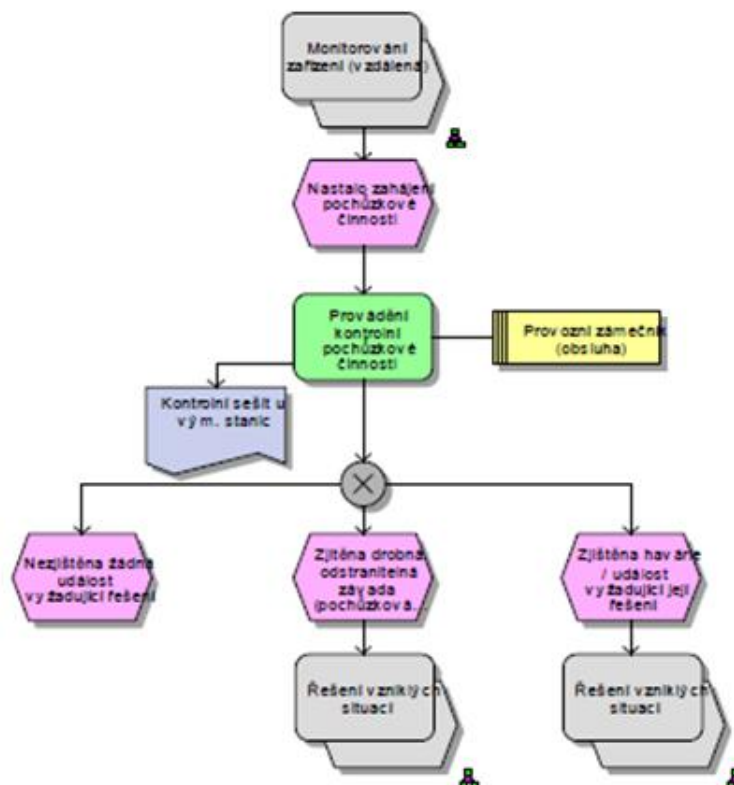 Monitorování
zařízení (vzdálená)
Nastalo zahájení
pochůzkové
činnosti
Provádění
kontrolní
pochůzkové
činnosti
Provozní zámečník
(obsluha)
Kontrolní sešit u
vým. stanic
Nezjištěna žádná
událost
vyžadující řešení
Zjitěna drobná,
odstranitelná
závada
(pochůzková...
Zjištěna havárie
/ událost
vyžadující její
řešení
Řešení vzniklých
situací
Řešení vzniklých
situací